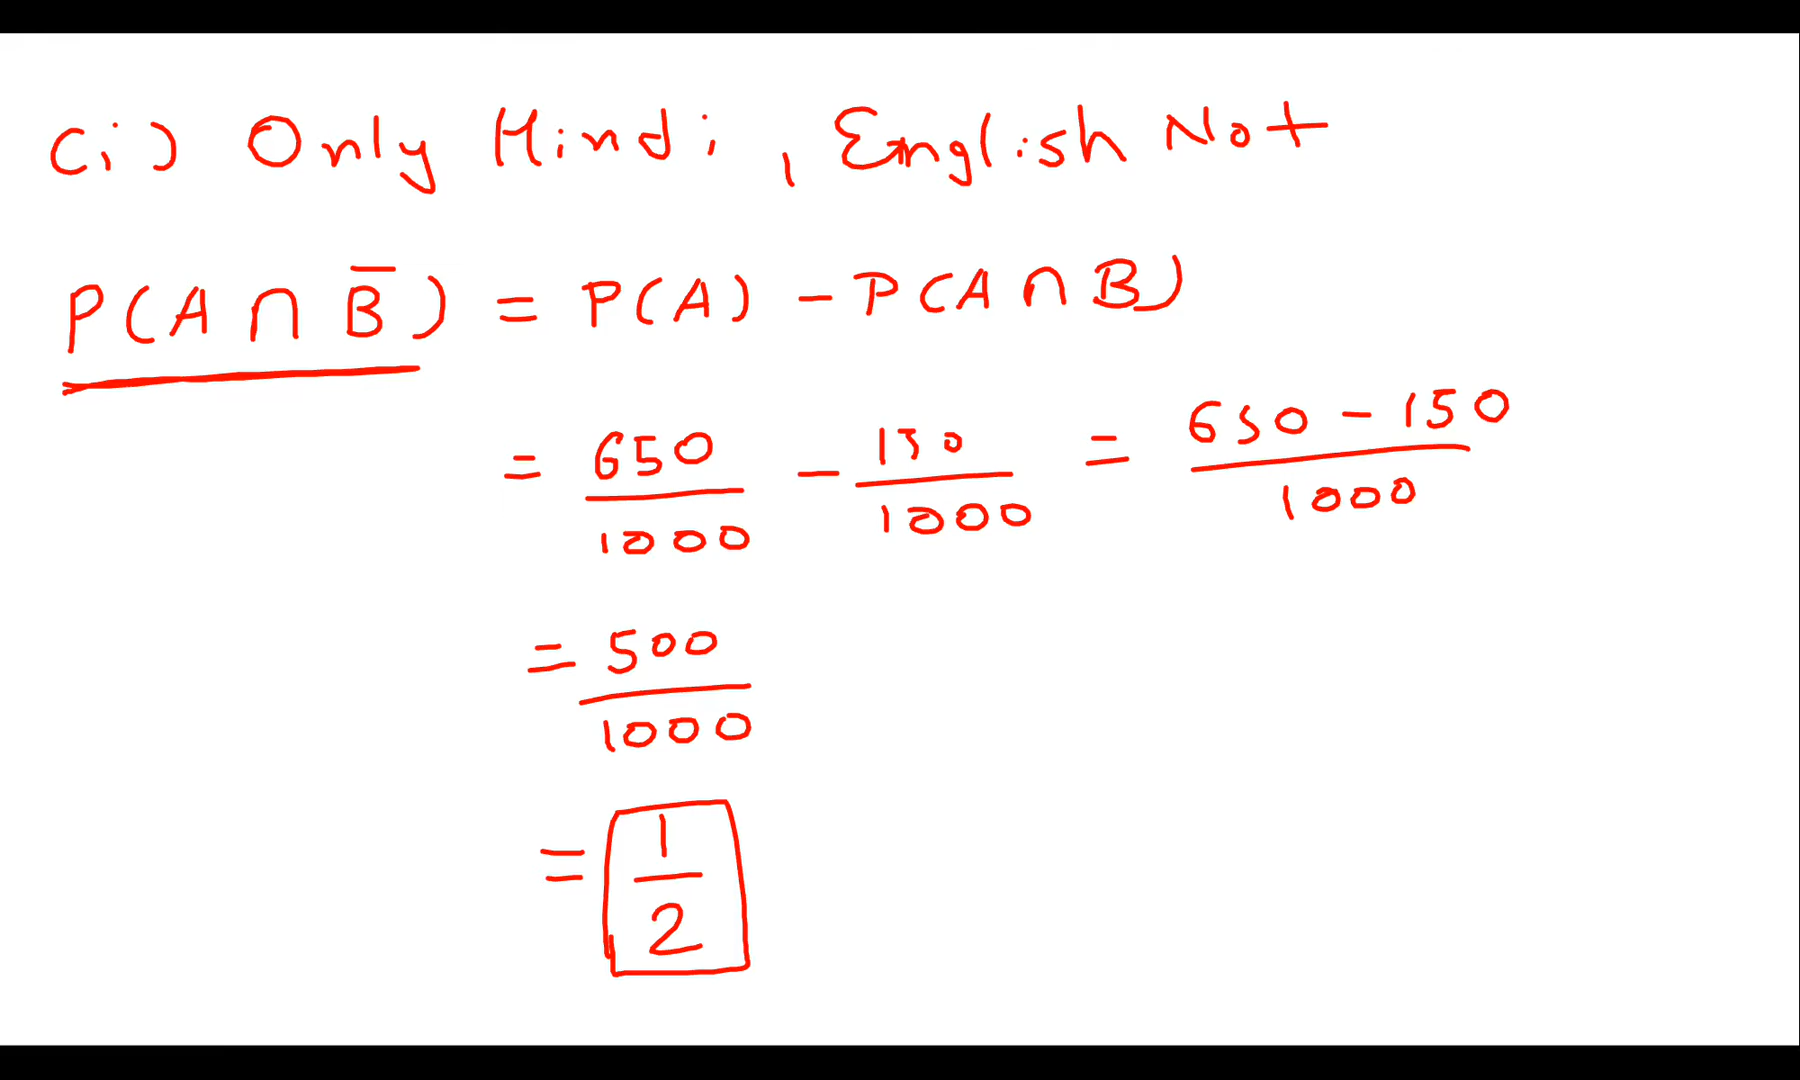 (i) Only Hindi, English Not
P(A ∩ B̅) = P(A) - P(A ∩ B)
= 650/1000 - 150/1000 = 650 - 150/1000
= 500/1000
= 1/2